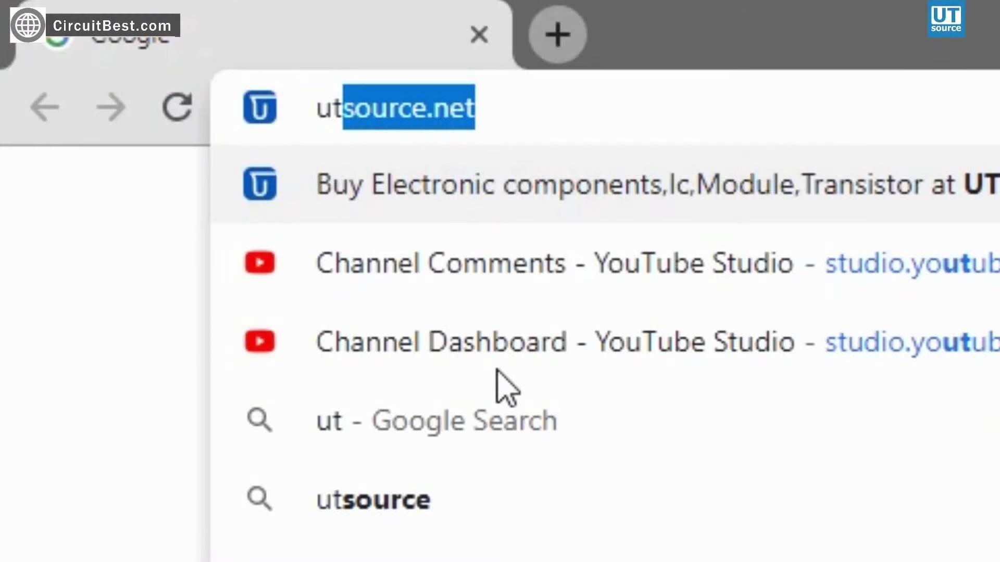 CircuitBest.com
Google
UT
source
utsource.net
Buy Electronic components,Ic,Module,Transistor at UT
Channel Comments - YouTube Studio - studio.youtub
Channel Dashboard - YouTube Studio - studio.youtub
ut - Google Search
utsource